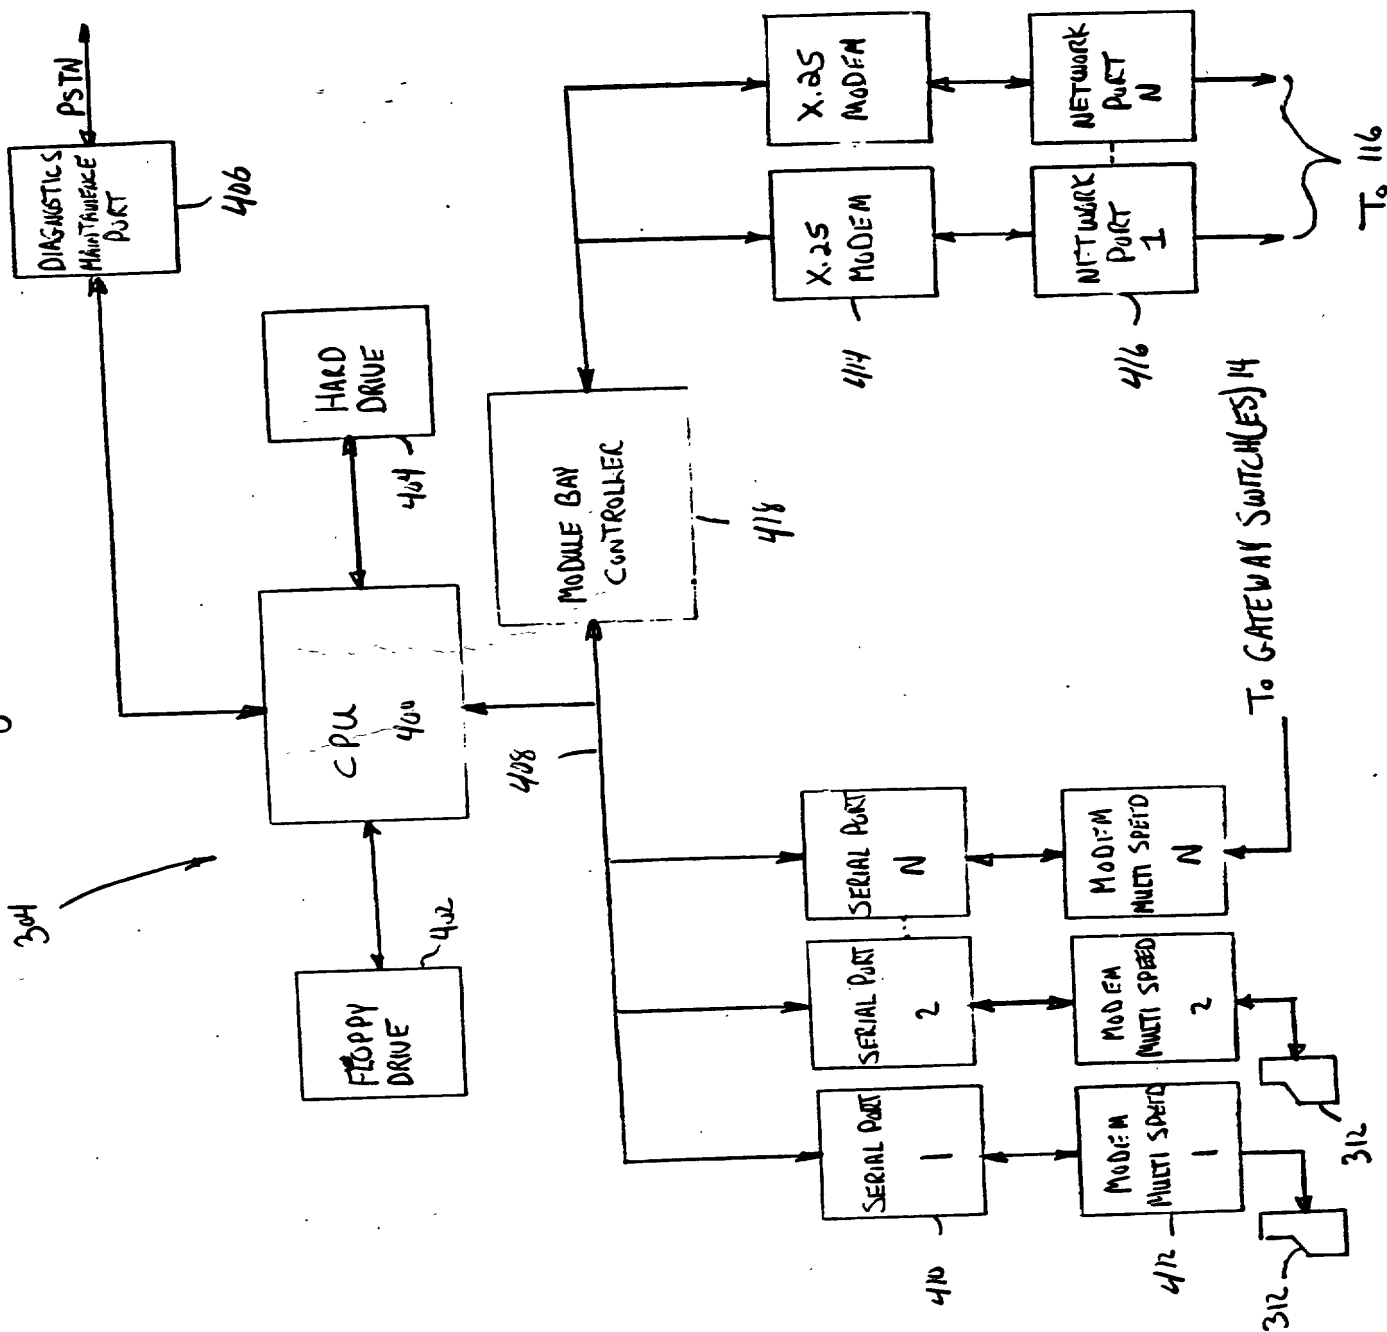 304
FLOPPY
DRIVE
402
CPU
400
HARD
DRIVE
404
DIAGNOSTICS
MAINTAINENCE
PORT
406
PSTN
408
MODULE BAY
CONTROLLER
418
SERIAL PORT
1
410
SERIAL PORT
2
SERIAL PORT
N
MODEM
MULTI SPEED
1
412
MODEM
MULTI SPEED
2
MODEM
MULTI SPEED
N
312
312
To GATEWAY SWITCH(ES) 14
X.25
MODEM
414
X.25
MODEM
NETWORK
PORT
1
416
NETWORK
PORT
N
To 116